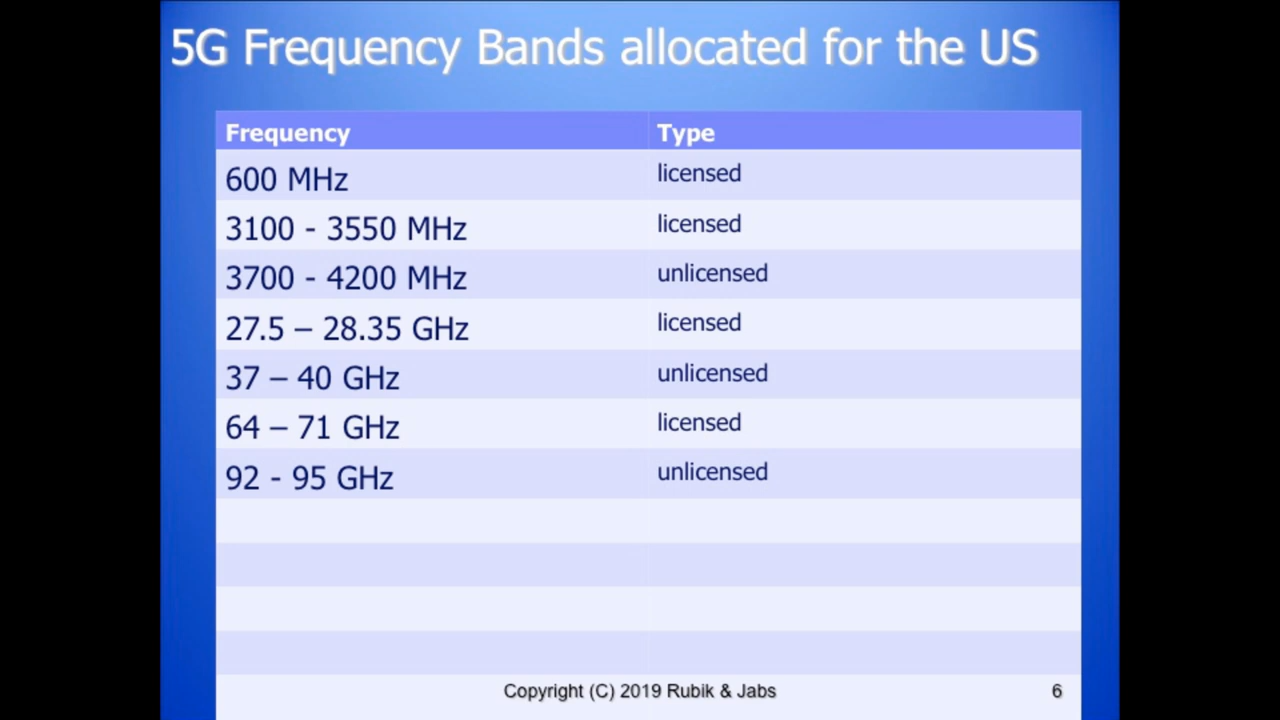 5G Frequency Bands allocated for the US
Frequency Type
600 MHz licensed
3100 - 3550 MHz licensed
3700 - 4200 MHz unlicensed
27.5 – 28.35 GHz licensed
37 – 40 GHz unlicensed
64 – 71 GHz licensed
92 - 95 GHz unlicensed
Copyright (C) 2019 Rubik & Jabs 6